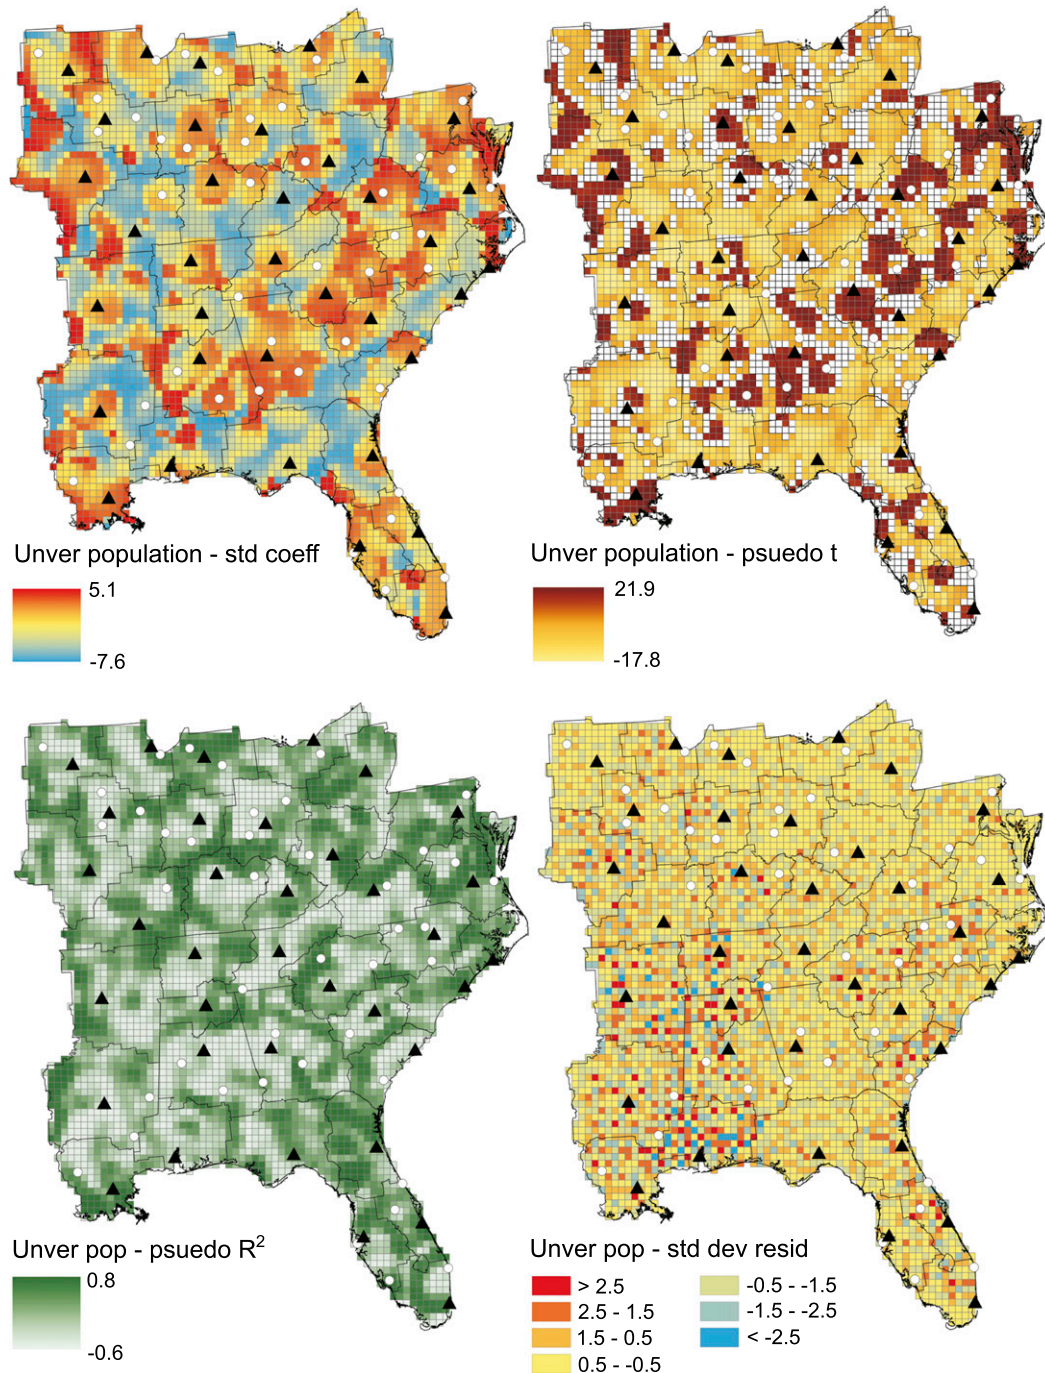 Unver population - std coeff
5.1
-7.6
Unver population - psuedo t
21.9
-17.8
Unver pop - psuedo R²
0.8
-0.6
Unver pop - std dev resid
> 2.5
2.5 - 1.5
1.5 - 0.5
0.5 - -0.5
-0.5 - -1.5
-1.5 - -2.5
< -2.5